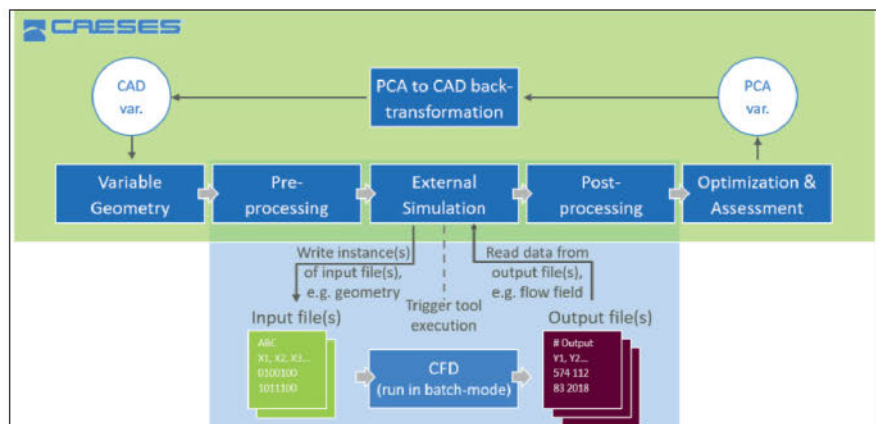 CAESES
CAD
var.
PCA to CAD back-
transformation
PCA
var.
Variable
Geometry
Pre-
processing
External
Simulation
Post-
processing
Optimization &
Assessment
Write instance(s)
of input file(s),
e.g. geometry
Read data from
output file(s),
e.g. flow field
Trigger tool
execution
Input file(s)
Output file(s)
ABC
X1, X2, X3...
0100100
1011100
CFD
(run in batch-mode)
# Output
Y1, Y2...
574 112
83 2018